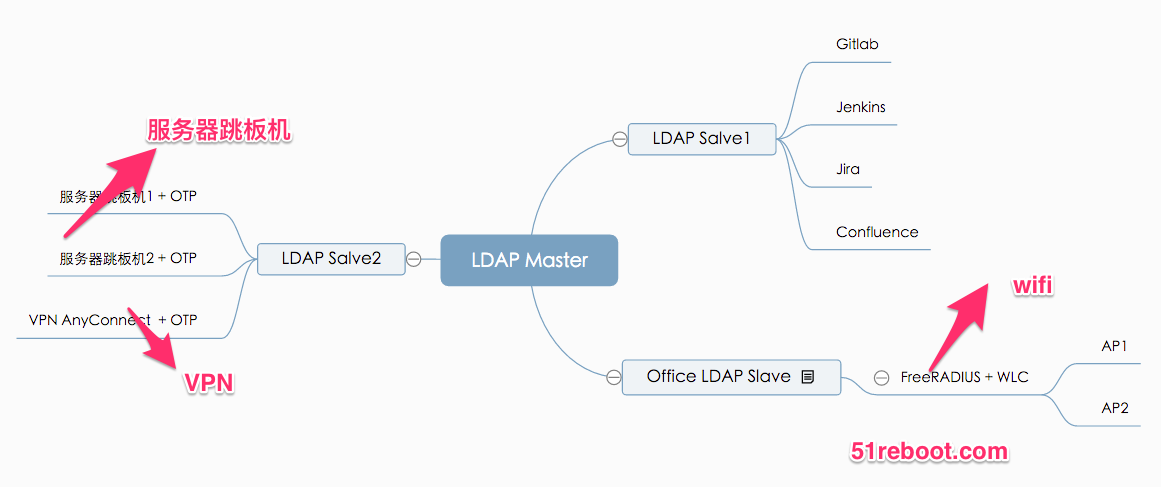 Gitlab
Jenkins
Jira
Confluence
LDAP Salve1
服务器跳板机
服务器跳板机1 + OTP
服务器跳板机2 + OTP
VPN AnyConnect + OTP
VPN
LDAP Salve2
LDAP Master
wifi
Office LDAP Slave
FreeRADIUS + WLC
AP1
AP2
51reboot.com